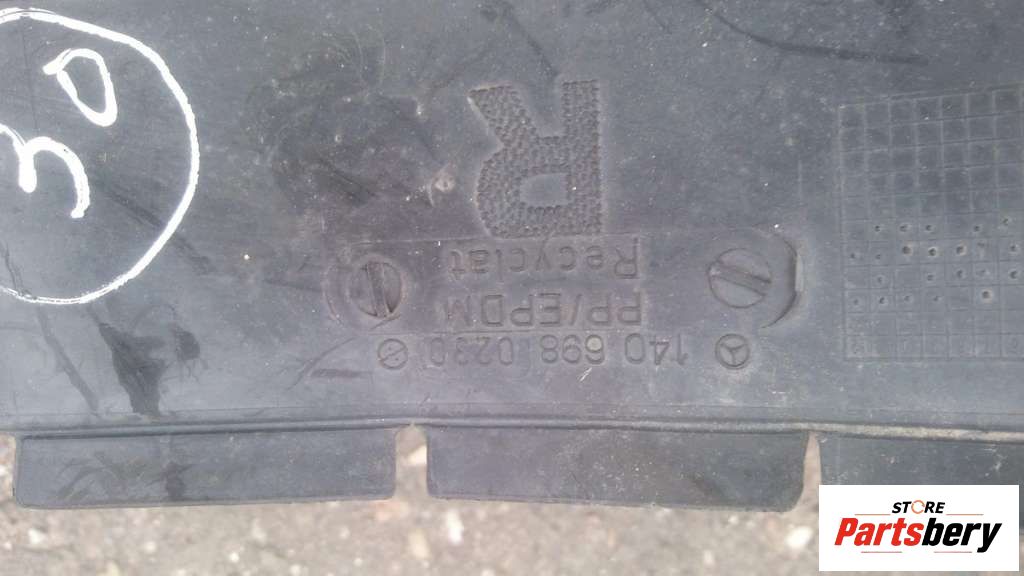 30
R
Recyclat
PP/EPDM
140 698 0230
STORE
Partsbery